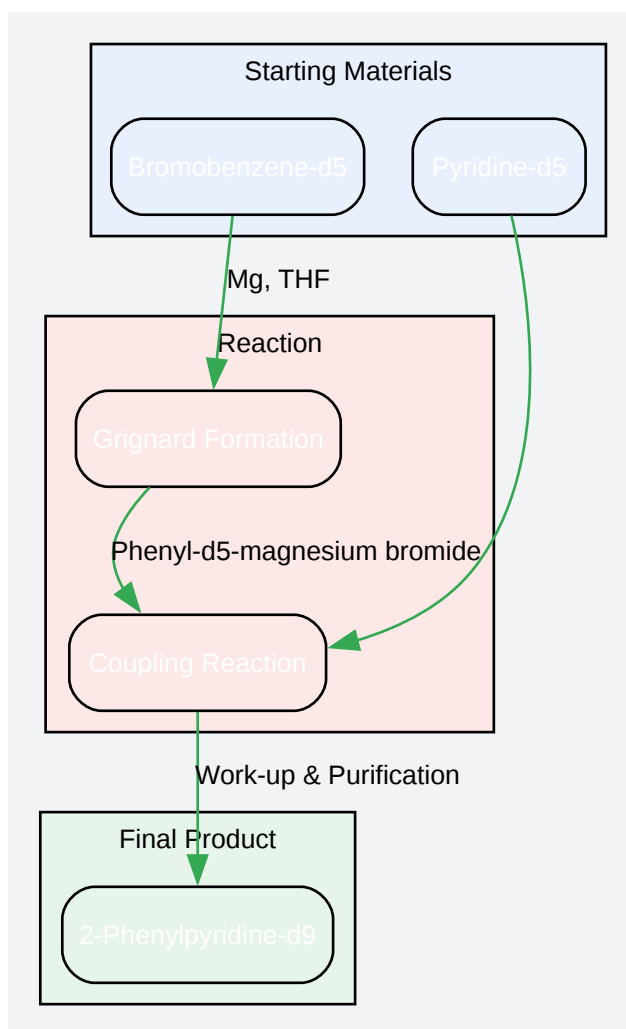 Starting Materials
Bromobenzene-d5
Pyridine-d5
Mg, THF
Reaction
Grignard Formation
Phenyl-d5-magnesium bromide
Coupling Reaction
Work-up & Purification
Final Product
2-Phenylpyridine-d9